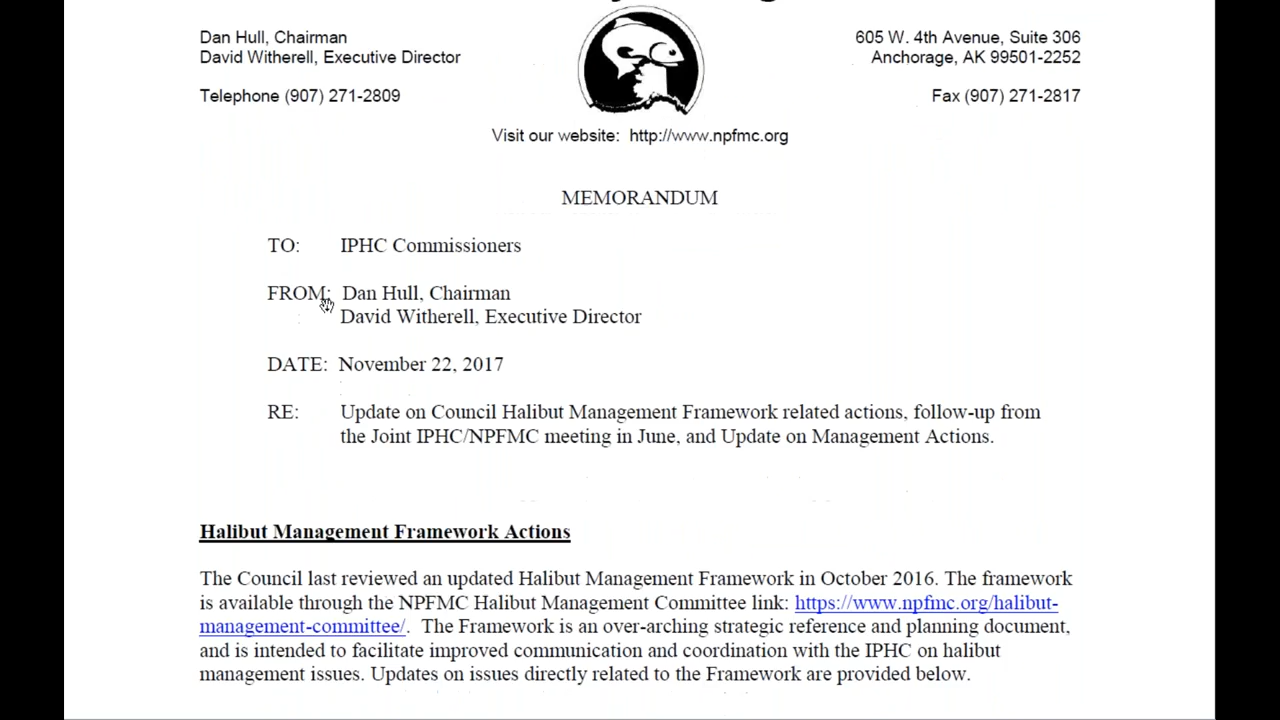 Dan Hull, Chairman
David Witherell, Executive Director
605 W. 4th Avenue, Suite 306
Anchorage, AK 99501-2252
Telephone (907) 271-2809
Fax (907) 271-2817
Visit our website: http://www.npfmc.org
MEMORANDUM
TO: IPHC Commissioners
FROM: Dan Hull, Chairman
David Witherell, Executive Director
DATE: November 22, 2017
RE: Update on Council Halibut Management Framework related actions, follow-up from
the Joint IPHC/NPFMC meeting in June, and Update on Management Actions.
Halibut Management Framework Actions
The Council last reviewed an updated Halibut Management Framework in October 2016. The framework
is available through the NPFMC Halibut Management Committee link: https://www.npfmc.org/halibut-
management-committee/. The Framework is an over-arching strategic reference and planning document,
and is intended to facilitate improved communication and coordination with the IPHC on halibut
management issues. Updates on issues directly related to the Framework are provided below.